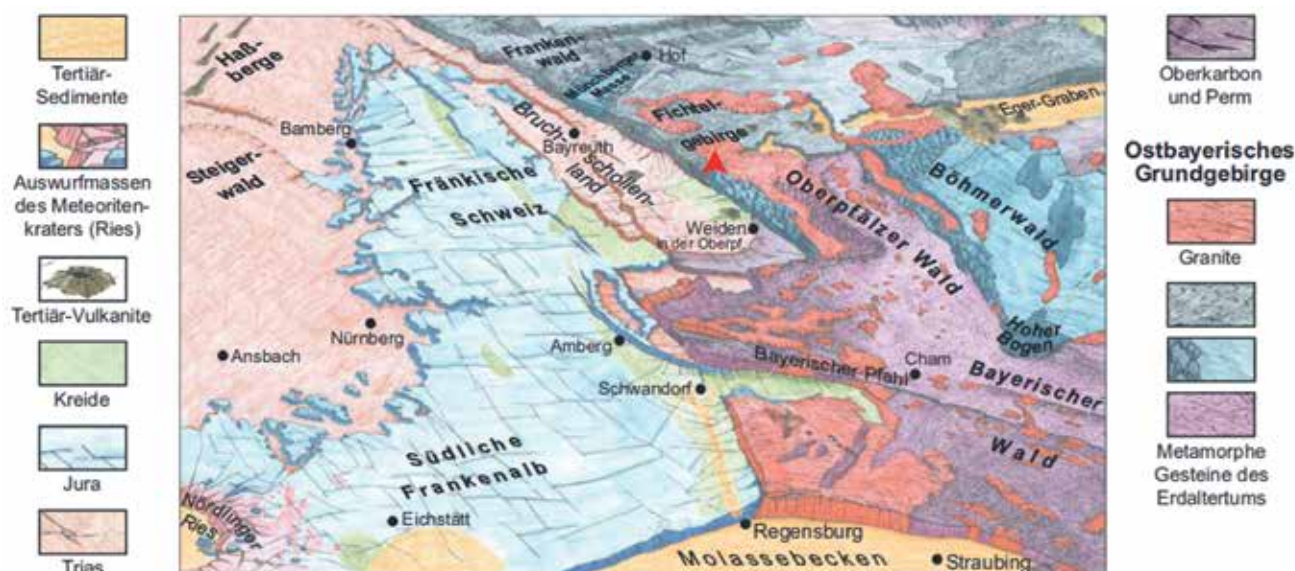 Tertiär-
Sedimente
Auswurfmassen
des Meteoriten-
kraters (Ries)
Tertiär-Vulkanite
Kreide
Jura
Trias
Haß-
berge
Franken-
wald
Hof
Münchberger
Masse
Fichtel-
gebirge
Eger-Graben
Bamberg
Bruch-
schollen-
land
Bayreuth
Steiger-
wald
Fränkische
Schweiz
Oberpfälzer Wald
Böhmerwald
Weiden
in der Oberpf.
Nürnberg
Ansbach
Amberg
Hoher
Bogen
Bayerischer Pfahl
Cham
Bayerischer
Wald
Schwandorf
Südliche
Frankenalb
Nördlinger
Ries
Eichstätt
Regensburg
Molassebecken
Straubing
Oberkarbon
und Perm
Ostbayerisches
Grundgebirge
Granite
Metamorphe
Gesteine des
Erdaltertums